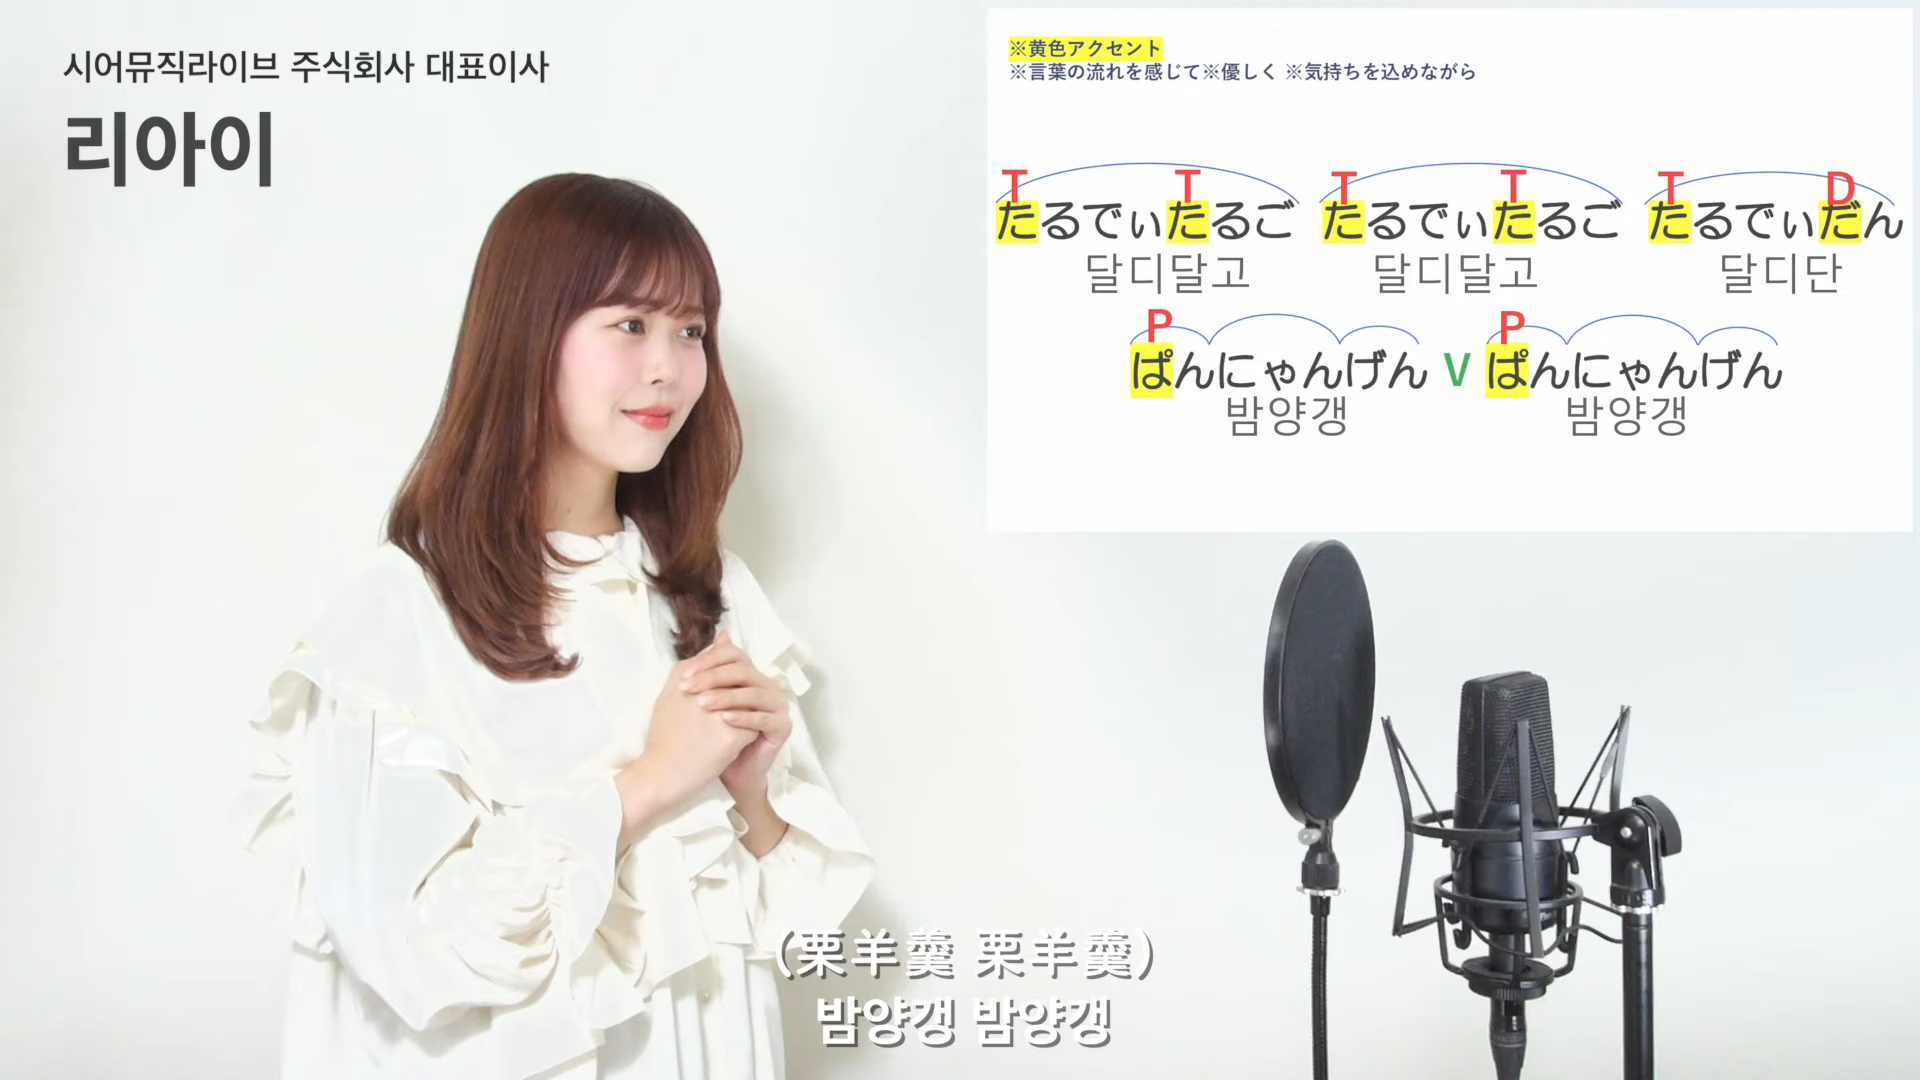 시어뮤직라이브 주식회사 대표이사
리아이
※黄色アクセント
※言葉の流れを感じて※優しく ※気持ちを込めながら
T T T T T D
たるでぃたるご たるでぃたるご たるでぃだん
달디달고 달디달고 달디단
P P
ぱんにゃんげん V ぱんにゃんげん
밤양갱 밤양갱
(栗羊羹 栗羊羹)
밤양갱 밤양갱